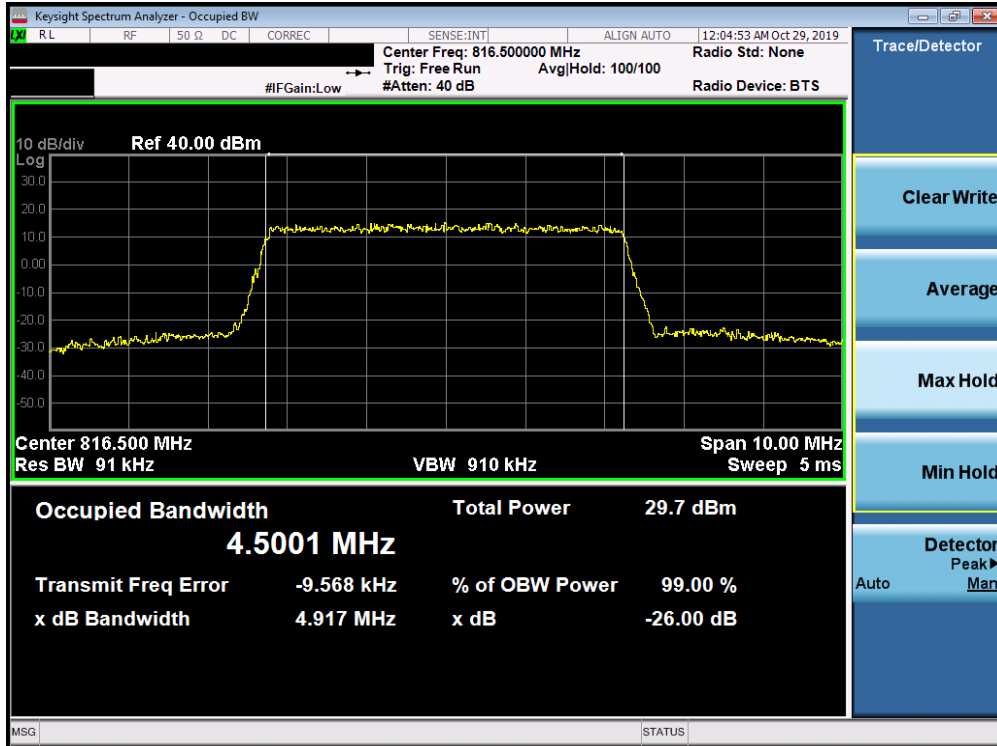 Keysight Spectrum Analyzer - Occupied BW
LXI RL RF 50 Ω DC CORREC SENSE:INT ALIGN AUTO 12:04:53 AM Oct 29, 2019
Center Freq: 816.500000 MHz Radio Std: None
Trig: Free Run Avg|Hold: 100/100
#IFGain:Low #Atten: 40 dB Radio Device: BTS
10 dB/div Ref 40.00 dBm
Log
30.0
20.0
10.0
0.00
-10.0
-20.0
-30.0
-40.0
-50.0
Center 816.500 MHz Span 10.00 MHz
Res BW 91 kHz VBW 910 kHz Sweep 5 ms
Occupied Bandwidth Total Power 29.7 dBm
4.5001 MHz
Transmit Freq Error -9.568 kHz % of OBW Power 99.00 %
x dB Bandwidth 4.917 MHz x dB -26.00 dB
MSG STATUS
Trace/Detector
Clear Write
Average
Max Hold
Min Hold
Detector
Peak▶
Auto Man